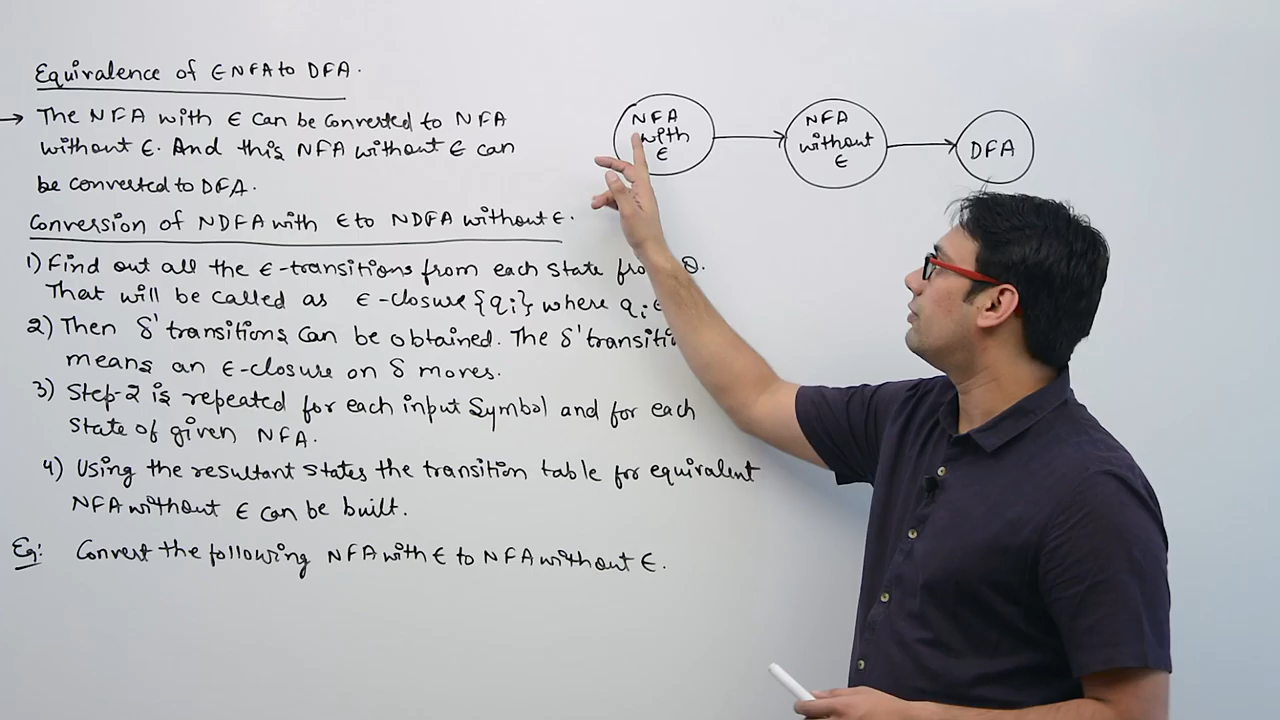 Equivalence of ϵ NFA to DFA.
→ The NFA with ϵ can be converted to NFA
without ϵ. And this NFA without ϵ can
be converted to DFA.
Conversion of NDFA with ϵ to NDFA without ϵ.
1) Find out all the ϵ-transitions from each state Q.
That will be called as ϵ-closure {qi} where qi
2) Then δ' transitions can be obtained. The δ'
means an ϵ-closure on δ moves.
3) Step-2 is repeated for each input Symbol and for each
state of given NFA.
4) Using the resultant states the transition table for equivalent
NFA without ϵ can be built.
Eg: Convert the following NFA with ϵ to NFA without ϵ.
NFA
with
ϵ
NFA
without
ϵ
DFA